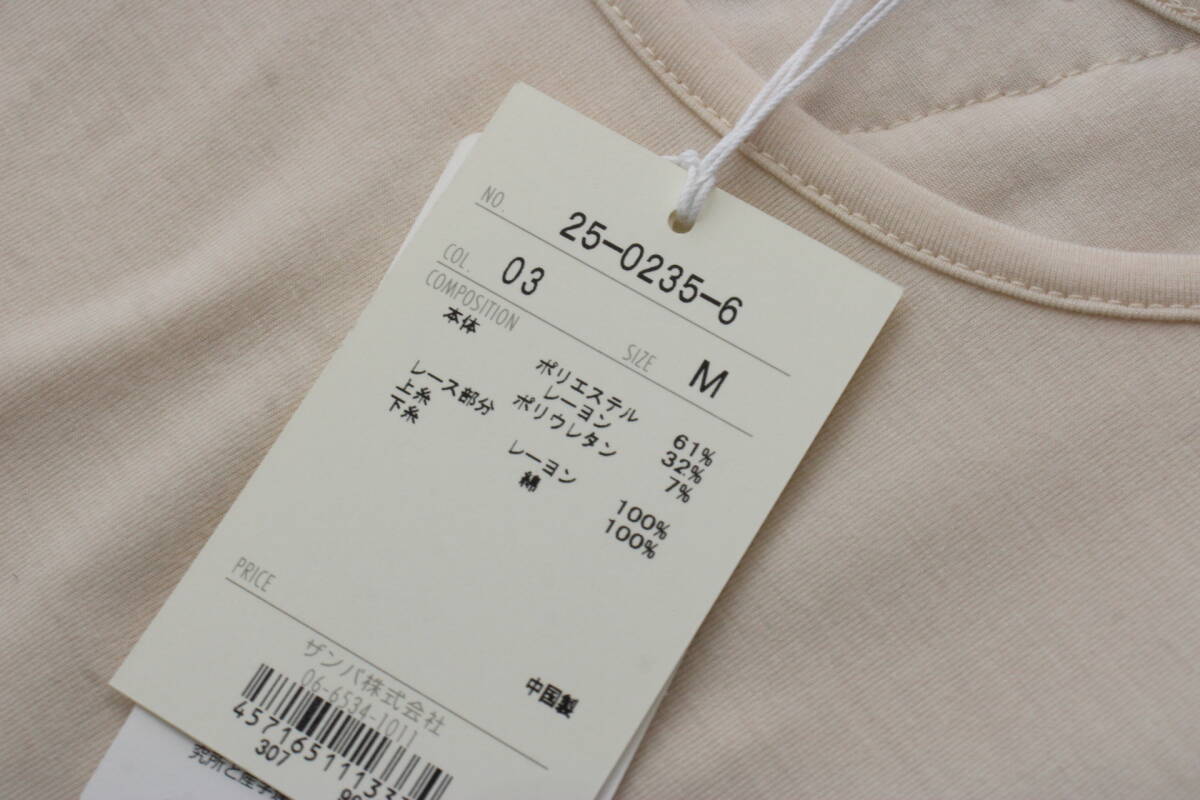 NO. 25-0235-6
COL. 03 SIZE M
COMPOSITION
本体
ポリエステル 61%
レーヨン 32%
ポリウレタン 7%
レース部分
上糸 レーヨン 100%
下糸 綿 100%
PRICE
中国製
ザンパ株式会社
06-6534-1011
457165111333
307